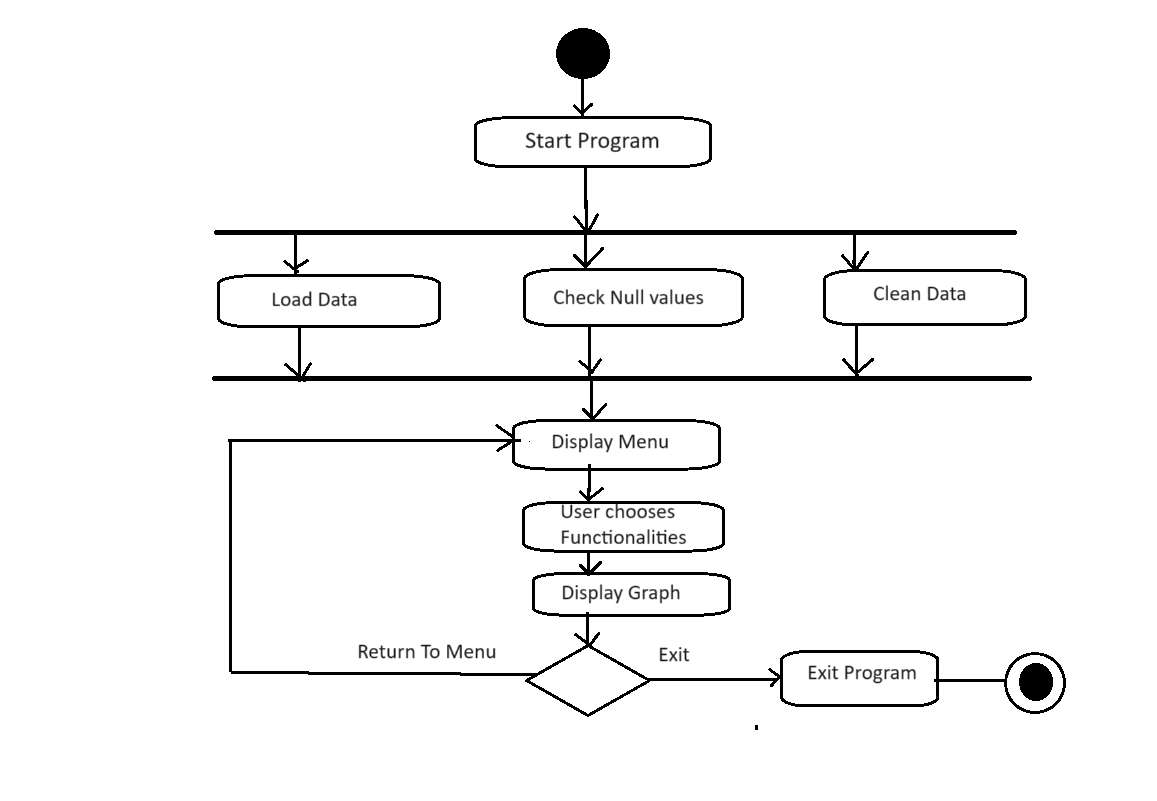 Start Program
Load Data
Check Null values
Clean Data
Display Menu
User chooses
Functionalities
Display Graph
Return To Menu
Exit
Exit Program